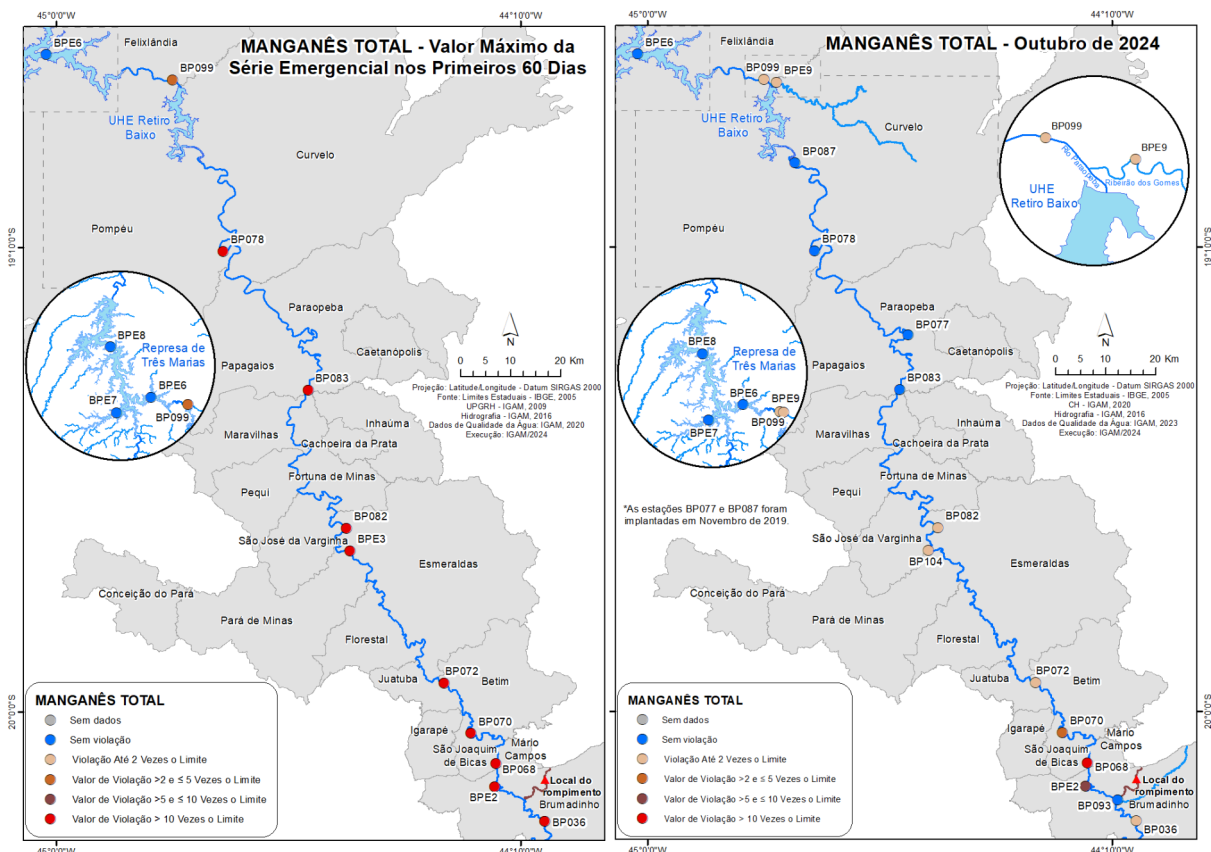 45°0'0"W
44°10'0"W
MANGANÊS TOTAL - Valor Máximo da
Série Emergencial nos Primeiros 60 Dias
BPE6
Felixlândia
BP099
UHE Retiro
Baixo
Curvelo
Pompéu
BP078
19°10'0"S
Paraopeba
Caetanópolis
N
0 5 10 20 Km
Projeção: Latitude/Longitude - Datum SIRGAS 2000
Fonte: Limites Estaduais - IBGE, 2005
UPGRH - IGAM, 2009
Hidrografia - IGAM, 2016
Dados de Qualidade da Água: IGAM, 2020
Execução: IGAM/2024
BPE8
Represa de
Três Marias
BPE6
BPE7
BP099
Papagaios
BP083
Inhaúma
Maravilhas
Cachoeira da Prata
Fortuna de Minas
Pequi
BP082
São José da Varginha
BPE3
Esmeraldas
Conceição do Pará
Pará de Minas
Florestal
BP072
Juatuba
Betim
Igarapé
BP070
São Joaquim
de Bicas
Mário
Campos
BP068
Local do
rompimento
BPE2
Brumadinho
BP036
20°0'0"S
MANGANÊS TOTAL
Sem dados
Sem violação
Violação Até 2 Vezes o Limite
Valor de Violação >2 e ≤ 5 Vezes o Limite
Valor de Violação >5 e ≤ 10 Vezes o Limite
Valor de Violação > 10 Vezes o Limite
45°0'0"W
44°10'0"W
45°0'0"W
44°10'0"W
MANGANÊS TOTAL - Outubro de 2024
BPE6
Felixlândia
BP099
BPE9
UHE Retiro
Baixo
Curvelo
BP087
BP099
BPE9
Rio Paraopeba
Ribeirão dos Gomes
UHE
Retiro Baixo
Pompéu
BP078
19°10'0"S
Paraopeba
BP077
Caetanópolis
N
0 5 10 20 Km
Projeção: Latitude/Longitude - Datum SIRGAS 2000
Fonte: Limites Estaduais - IBGE, 2005
CH - IGAM, 2020
Hidrografia - IGAM, 2016
Dados de Qualidade da Água: IGAM, 2023
Execução: IGAM/2024
BPE8
Represa de
Três Marias
BPE6
BPE9
BPE7
BP099
Papagaios
BP083
Inhaúma
Maravilhas
Cachoeira da Prata
Fortuna de Minas
Pequi
*As estações BP077 e BP087 foram
implantadas em Novembro de 2019.
BP082
São José da Varginha
BP104
Esmeraldas
Conceição do Pará
Pará de Minas
Florestal
BP072
Juatuba
Betim
Igarapé
BP070
São Joaquim
de Bicas
Mário
Campos
BP068
Local do
rompimento
BPE2
Brumadinho
BP093
BP036
20°0'0"S
MANGANÊS TOTAL
Sem dados
Sem violação
Violação Até 2 Vezes o Limite
Valor de Violação >2 e ≤ 5 Vezes o Limite
Valor de Violação >5 e ≤ 10 Vezes o Limite
Valor de Violação > 10 Vezes o Limite
45°0'0"W
44°10'0"W